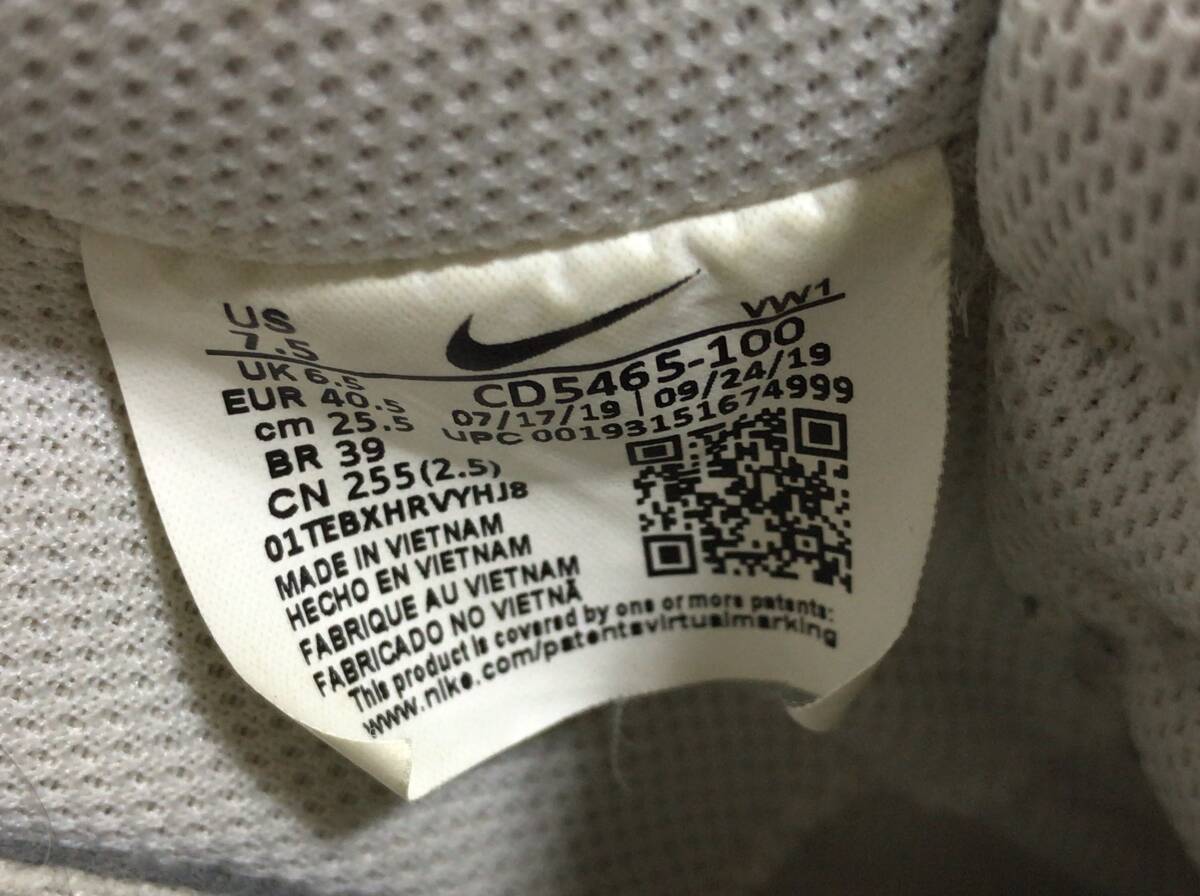 US
7.5
UK 6.5
EUR 40.5
cm 25.5
BR 39
CN 255(2.5)
01TEBXHRVYHJ8
MADE IN VIETNAM
HECHO EN VIETNAM
FABRIQUE AU VIETNAM
FABRICADO NO VIETNÃ
This product is covered by one or more patents:
www.nike.com/patentsvirtualmarking
VW1
CD5465-100
07/17/19 | 09/24/19
UPC 00193151674999